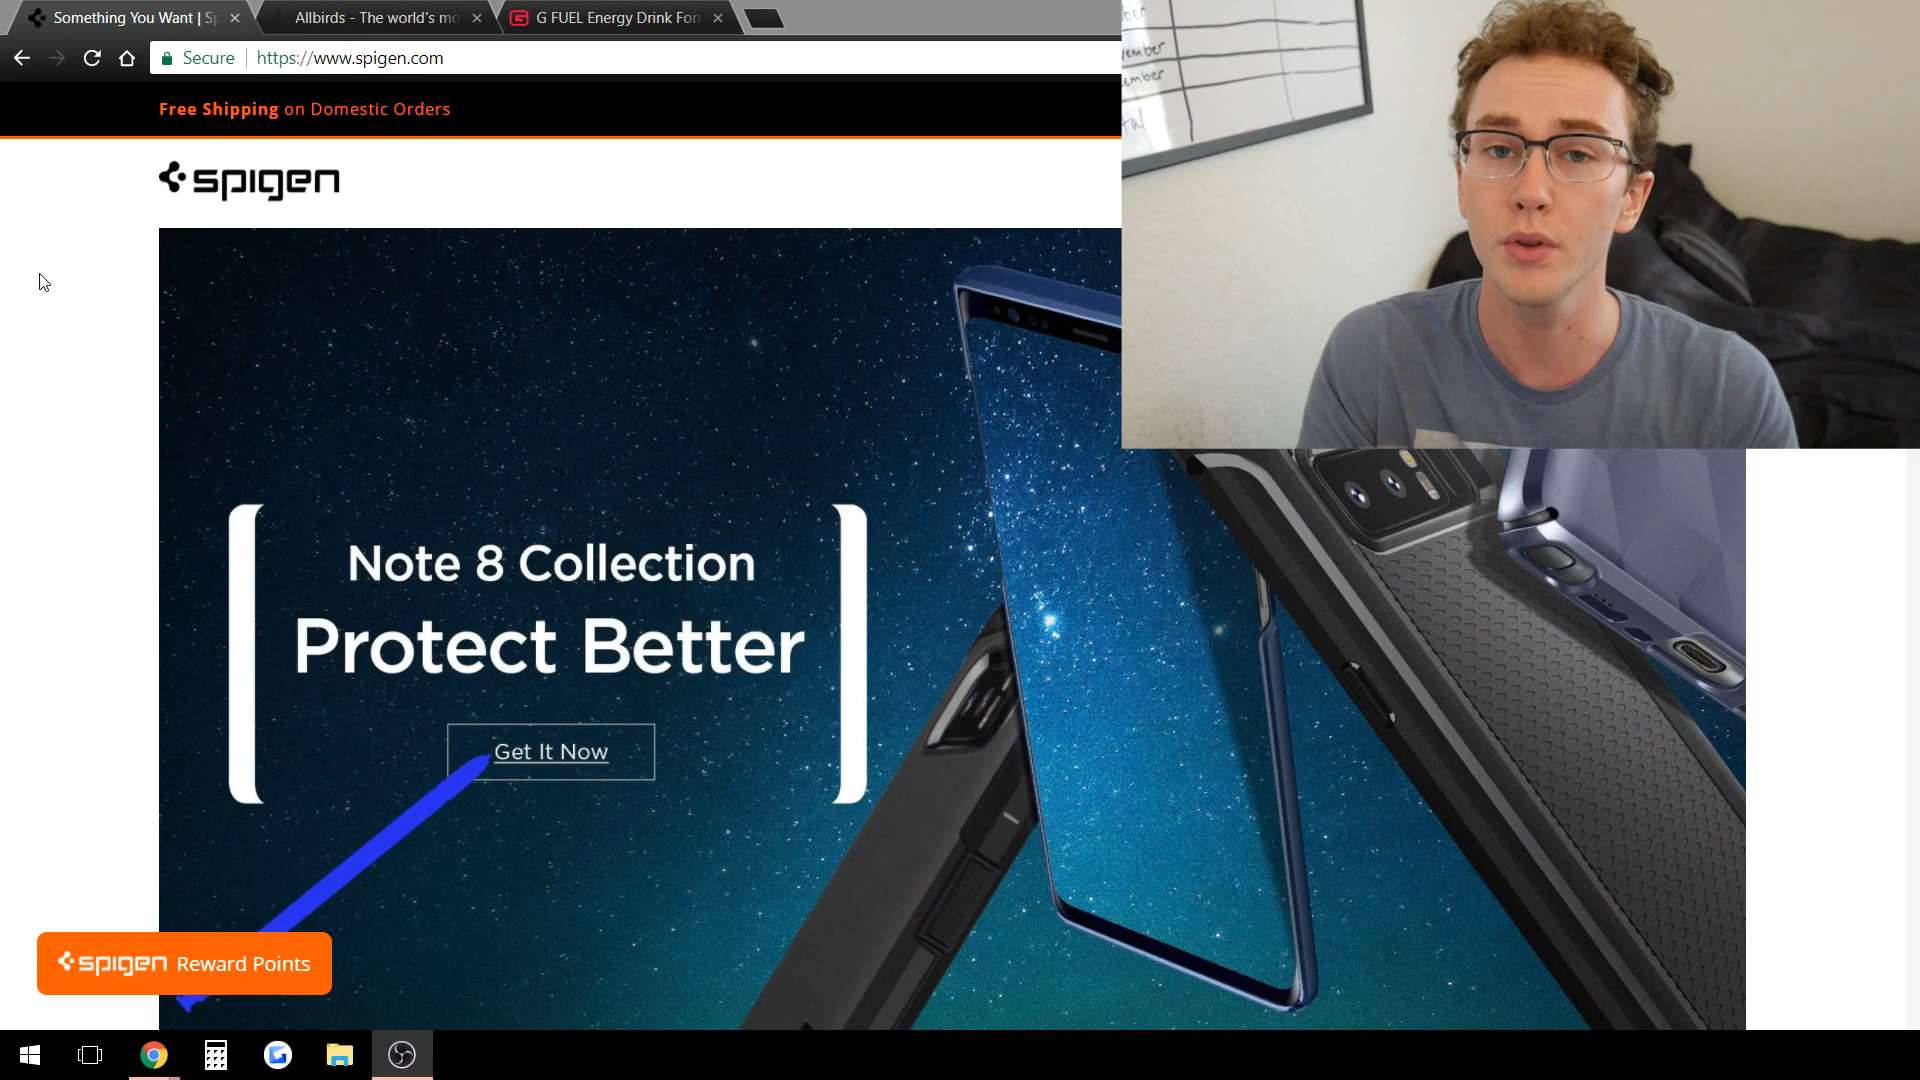 Something You Want | Sp
Allbirds - The world's mo
G FUEL Energy Drink For
Secure
https://www.spigen.com
Free Shipping on Domestic Orders
spigen
Note 8 Collection
Protect Better
Get It Now
spigen Reward Points